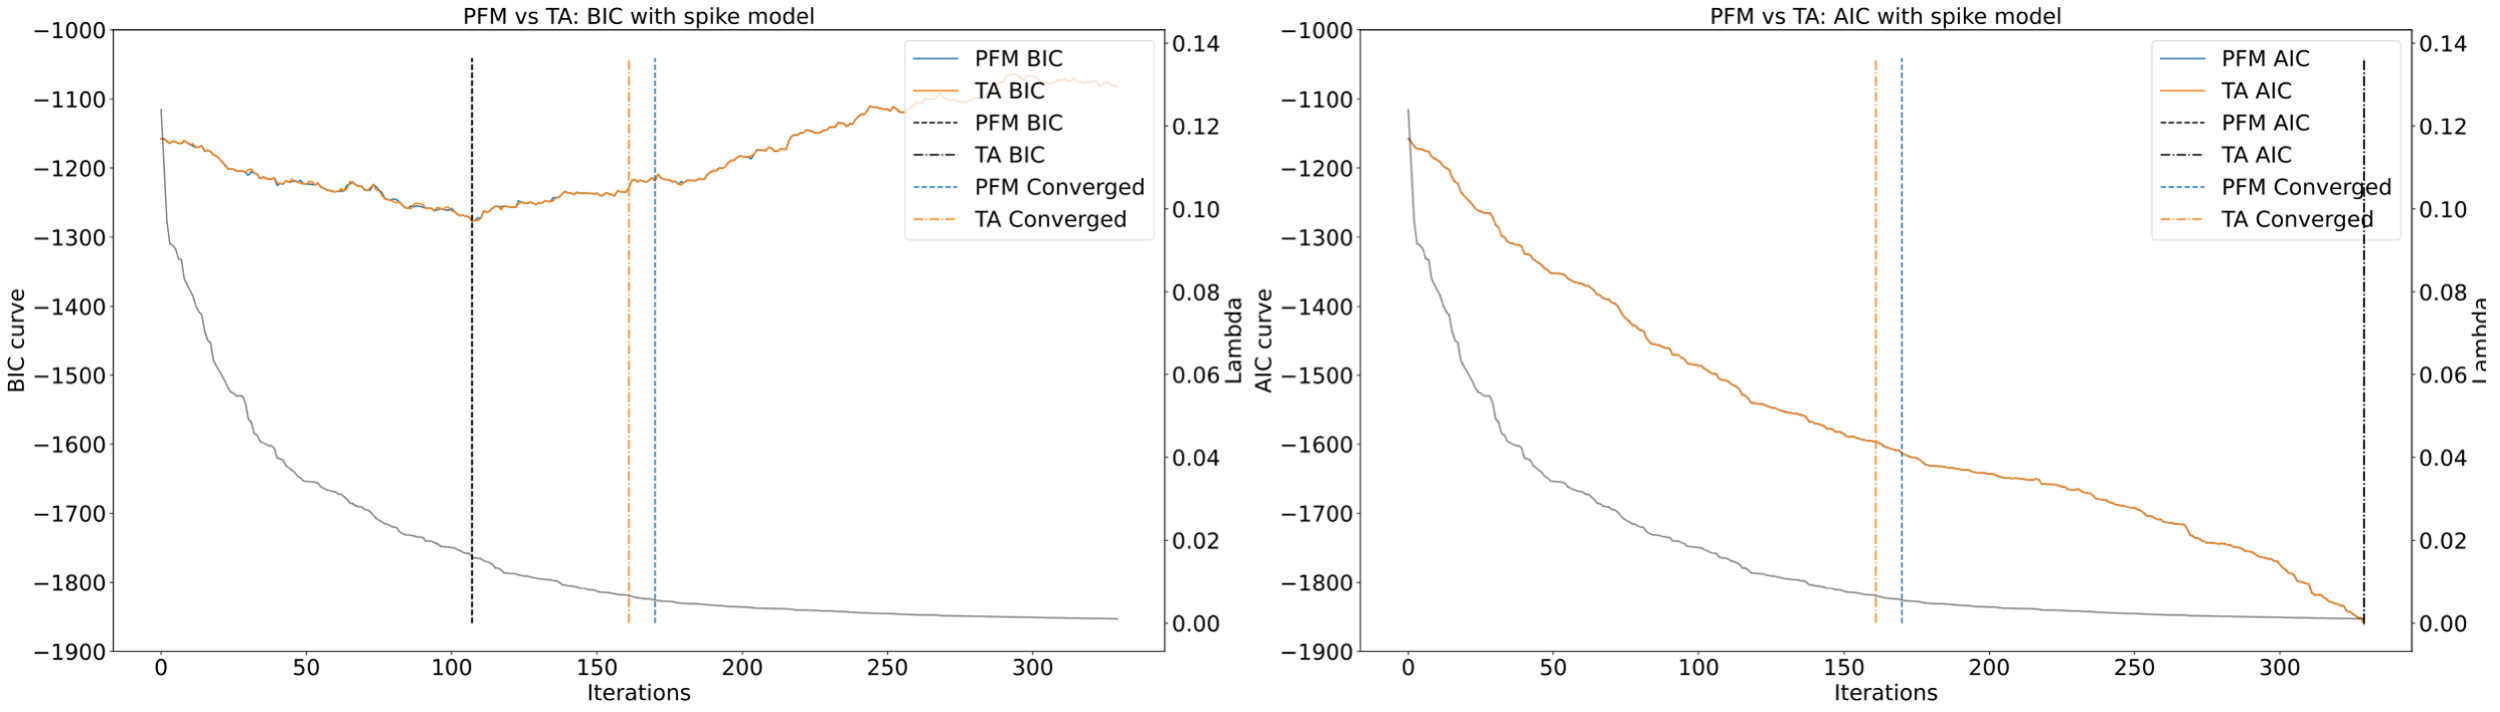 PFM vs TA: BIC with spike model
−1000
−1100
−1200
−1300
−1400
−1500
−1600
−1700
−1800
−1900
BIC curve
0
50
100
150
200
250
300
Iterations
0.14
0.12
0.10
0.08
0.06
0.04
0.02
0.00
Lambda
PFM BIC
TA BIC
PFM BIC
TA BIC
PFM Converged
TA Converged
PFM vs TA: AIC with spike model
−1000
−1100
−1200
−1300
−1400
−1500
−1600
−1700
−1800
−1900
AIC curve
0
50
100
150
200
250
300
Iterations
0.14
0.12
0.10
0.08
0.06
0.04
0.02
0.00
Lambda
PFM AIC
TA AIC
PFM AIC
TA AIC
PFM Converged
TA Converged